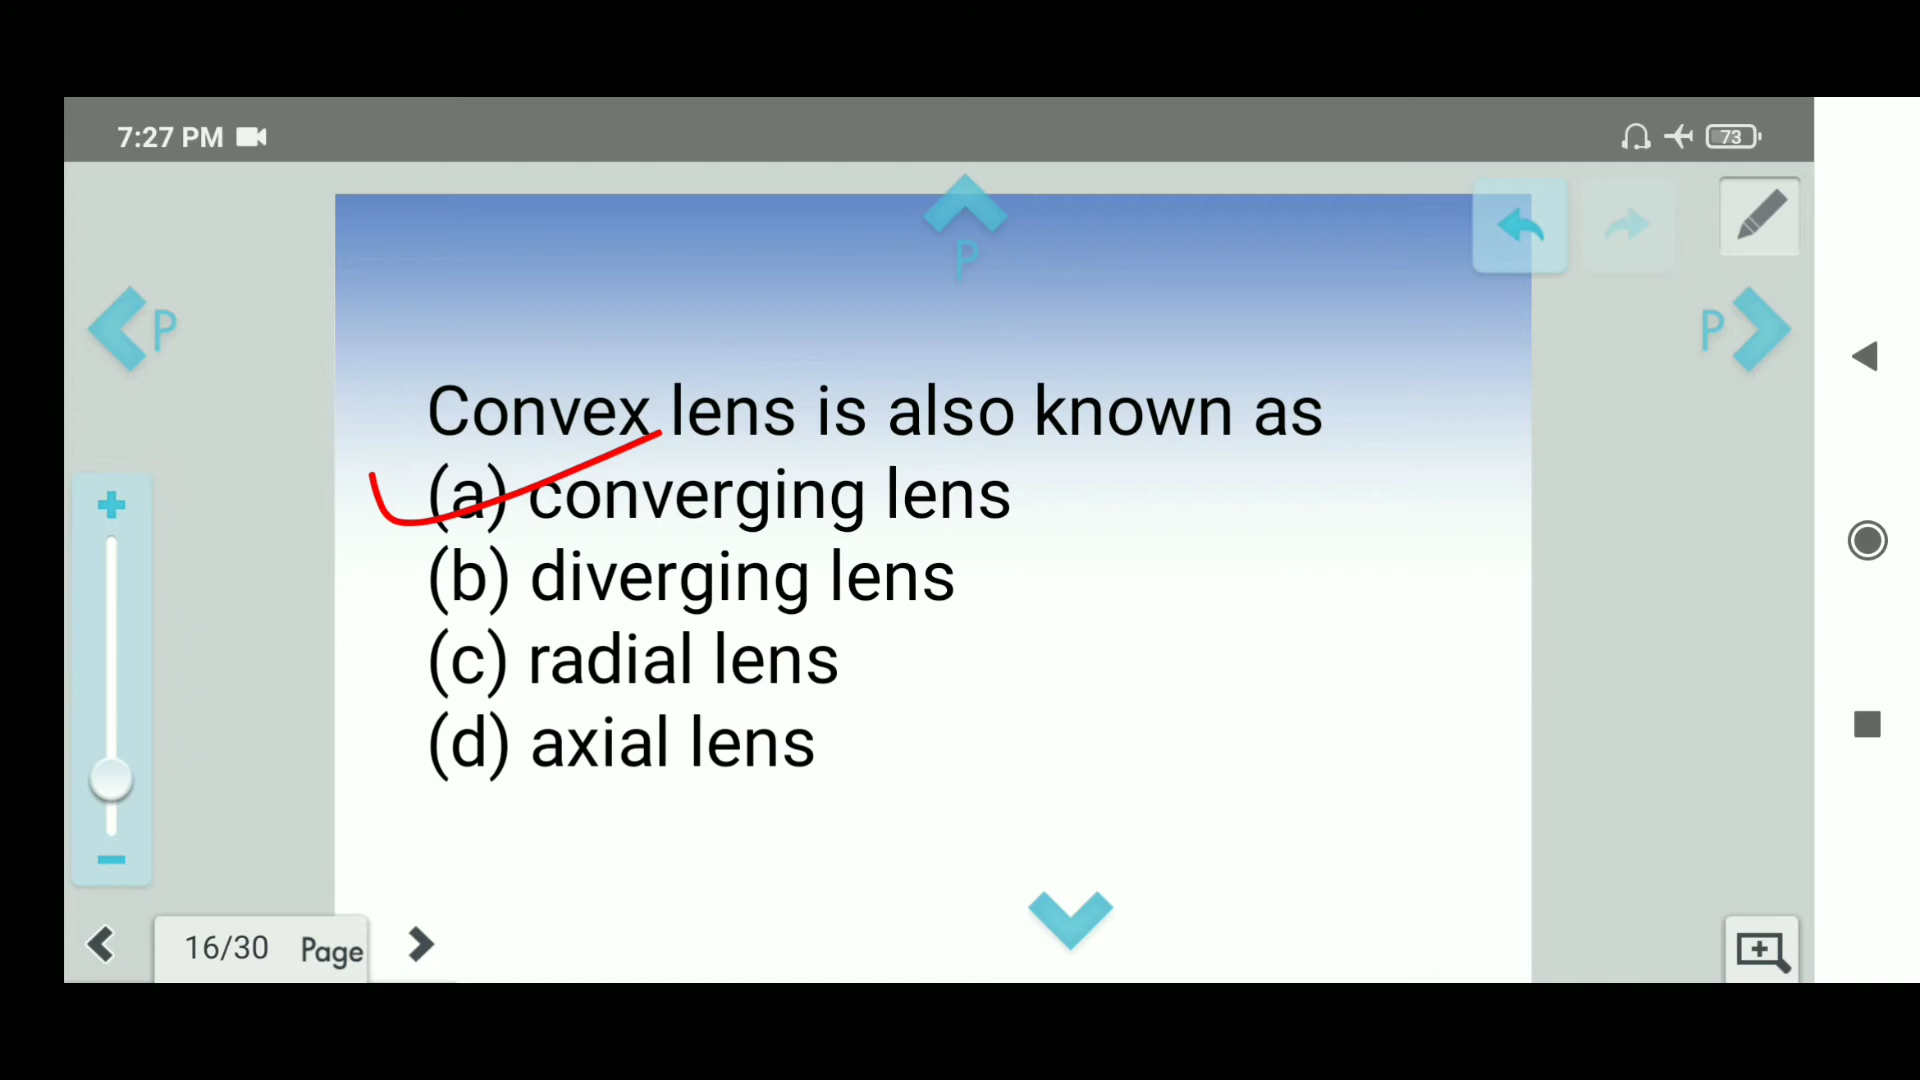 7:27 PM
73
P
P
P
Convex lens is also known as
(a) converging lens
(b) diverging lens
(c) radial lens
(d) axial lens
16/30 Page